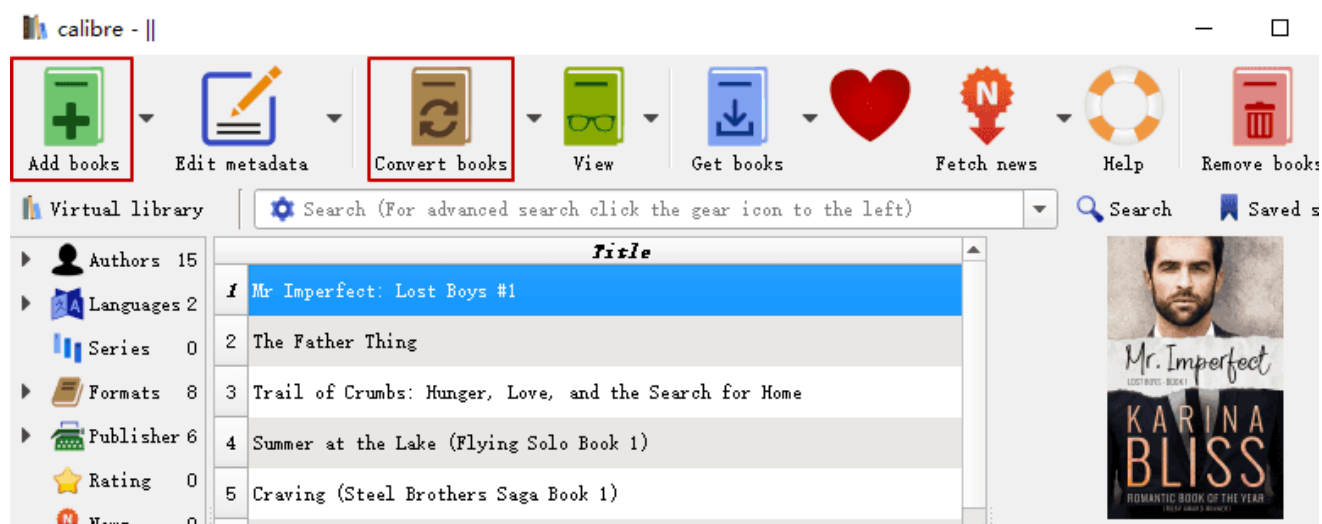 calibre - ||
Add books
Edit metadata
Convert books
View
Get books
N
Fetch news
Help
Remove books
Virtual library
Search (For advanced search click the gear icon to the left)
Search
Saved s
Authors 15
Languages 2
Series 0
Formats 8
Publisher 6
Rating 0
Title
1 Mr Imperfect: Lost Boys #1
2 The Father Thing
3 Trail of Crumbs: Hunger, Love, and the Search for Home
4 Summer at the Lake (Flying Solo Book 1)
5 Craving (Steel Brothers Saga Book 1)
Mr. Imperfect
LOST BOYS - BOOK 1
KARINA
BLISS
ROMANTIC BOOK OF THE YEAR